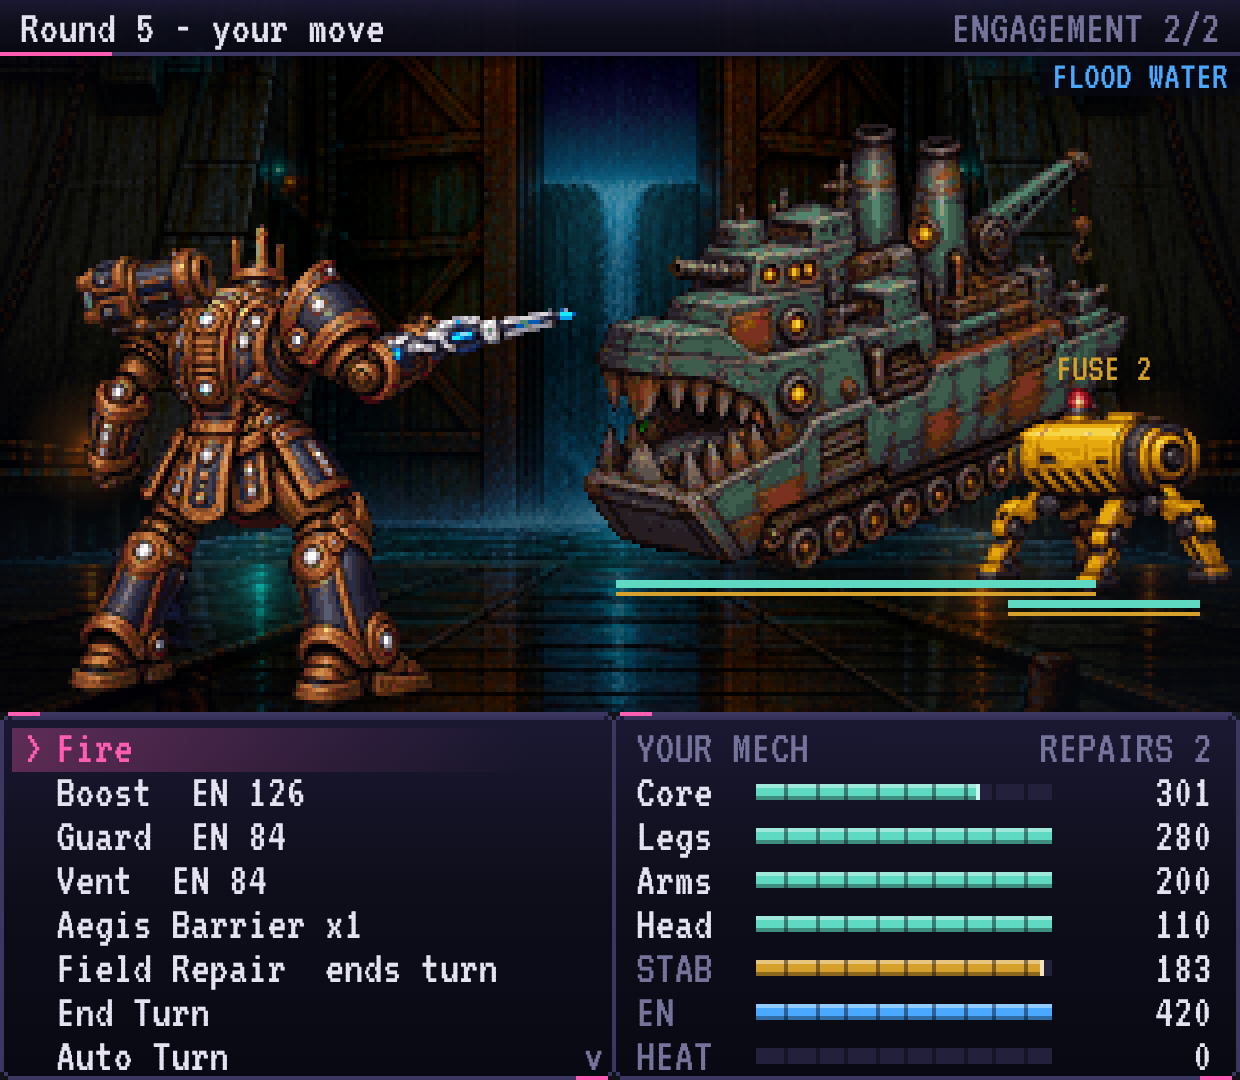 Round 5 - your move
ENGAGEMENT 2/2
FLOOD WATER
FUSE 2
> Fire
Boost EN 126
Guard EN 84
Vent EN 84
Aegis Barrier x1
Field Repair ends turn
End Turn
Auto Turn v
YOUR MECH REPAIRS 2
Core 301
Legs 280
Arms 200
Head 110
STAB 183
EN 420
HEAT 0